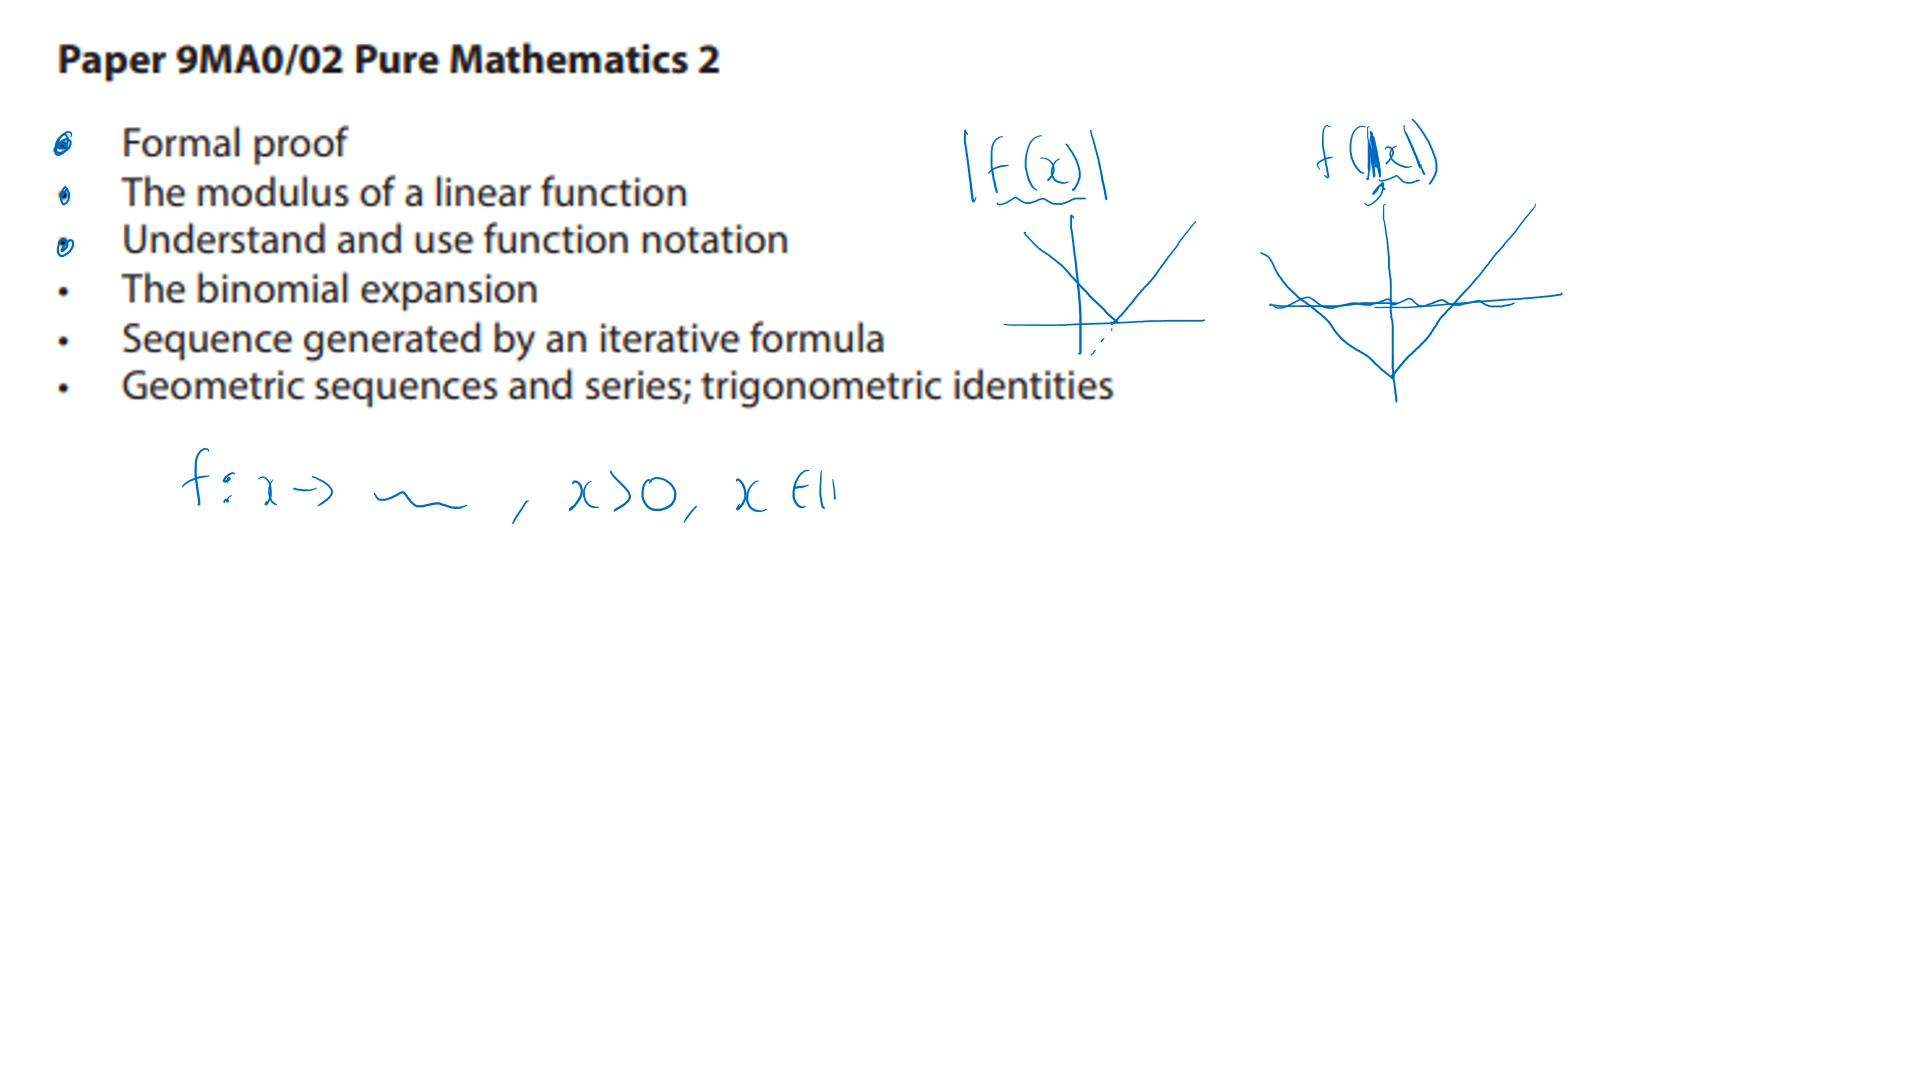 Paper 9MA0/02 Pure Mathematics 2
• Formal proof
• The modulus of a linear function
• Understand and use function notation
• The binomial expansion
• Sequence generated by an iterative formula
• Geometric sequences and series; trigonometric identities
|f(x)|
f(|x|)
f: x → , x>0, x ∈